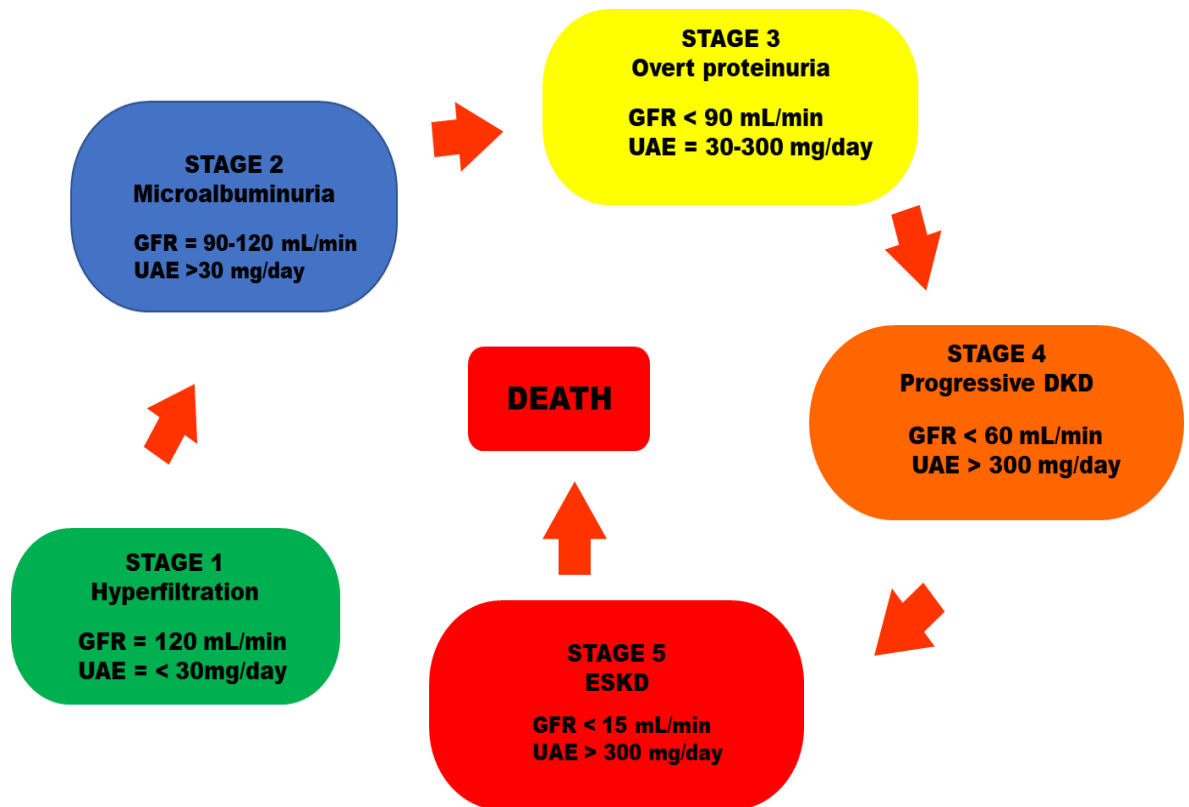 STAGE 1
Hyperfiltration
GFR = 120 mL/min
UAE = < 30mg/day
STAGE 2
Microalbuminuria
GFR = 90-120 mL/min
UAE >30 mg/day
STAGE 3
Overt proteinuria
GFR < 90 mL/min
UAE = 30-300 mg/day
STAGE 4
Progressive DKD
GFR < 60 mL/min
UAE > 300 mg/day
STAGE 5
ESKD
GFR < 15 mL/min
UAE > 300 mg/day
DEATH